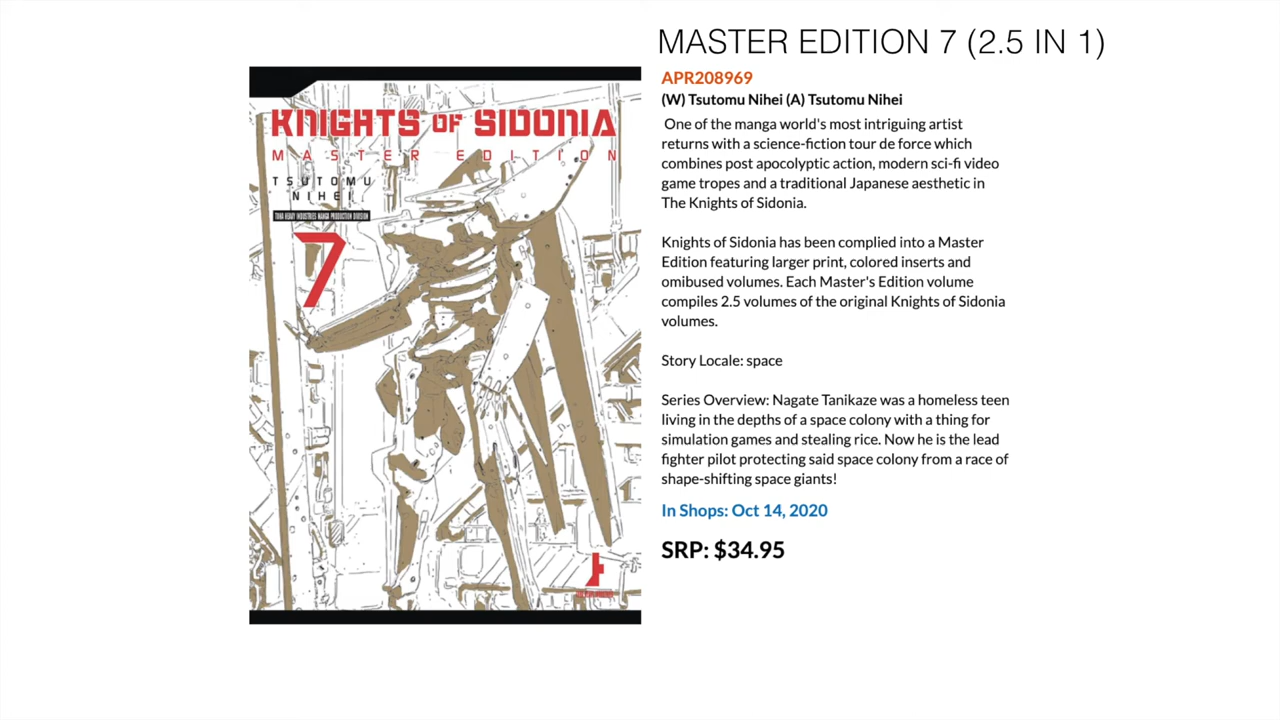 MASTER EDITION 7 (2.5 IN 1)
KNIGHTS OF SIDONIA
MASTER EDITION
TSUTOMU
NIHEI
TOHA HEAVY INDUSTRIES MANGA PRODUCTION DIVISION
7
APR208969
(W) Tsutomu Nihei (A) Tsutomu Nihei
One of the manga world's most intriguing artist
returns with a science-fiction tour de force which
combines post apocolyptic action, modern sci-fi video
game tropes and a traditional Japanese aesthetic in
The Knights of Sidonia.
Knights of Sidonia has been complied into a Master
Edition featuring larger print, colored inserts and
omibused volumes. Each Master's Edition volume
compiles 2.5 volumes of the original Knights of Sidonia
volumes.
Story Locale: space
Series Overview: Nagate Tanikaze was a homeless teen
living in the depths of a space colony with a thing for
simulation games and stealing rice. Now he is the lead
fighter pilot protecting said space colony from a race of
shape-shifting space giants!
In Shops: Oct 14, 2020
SRP: $34.95